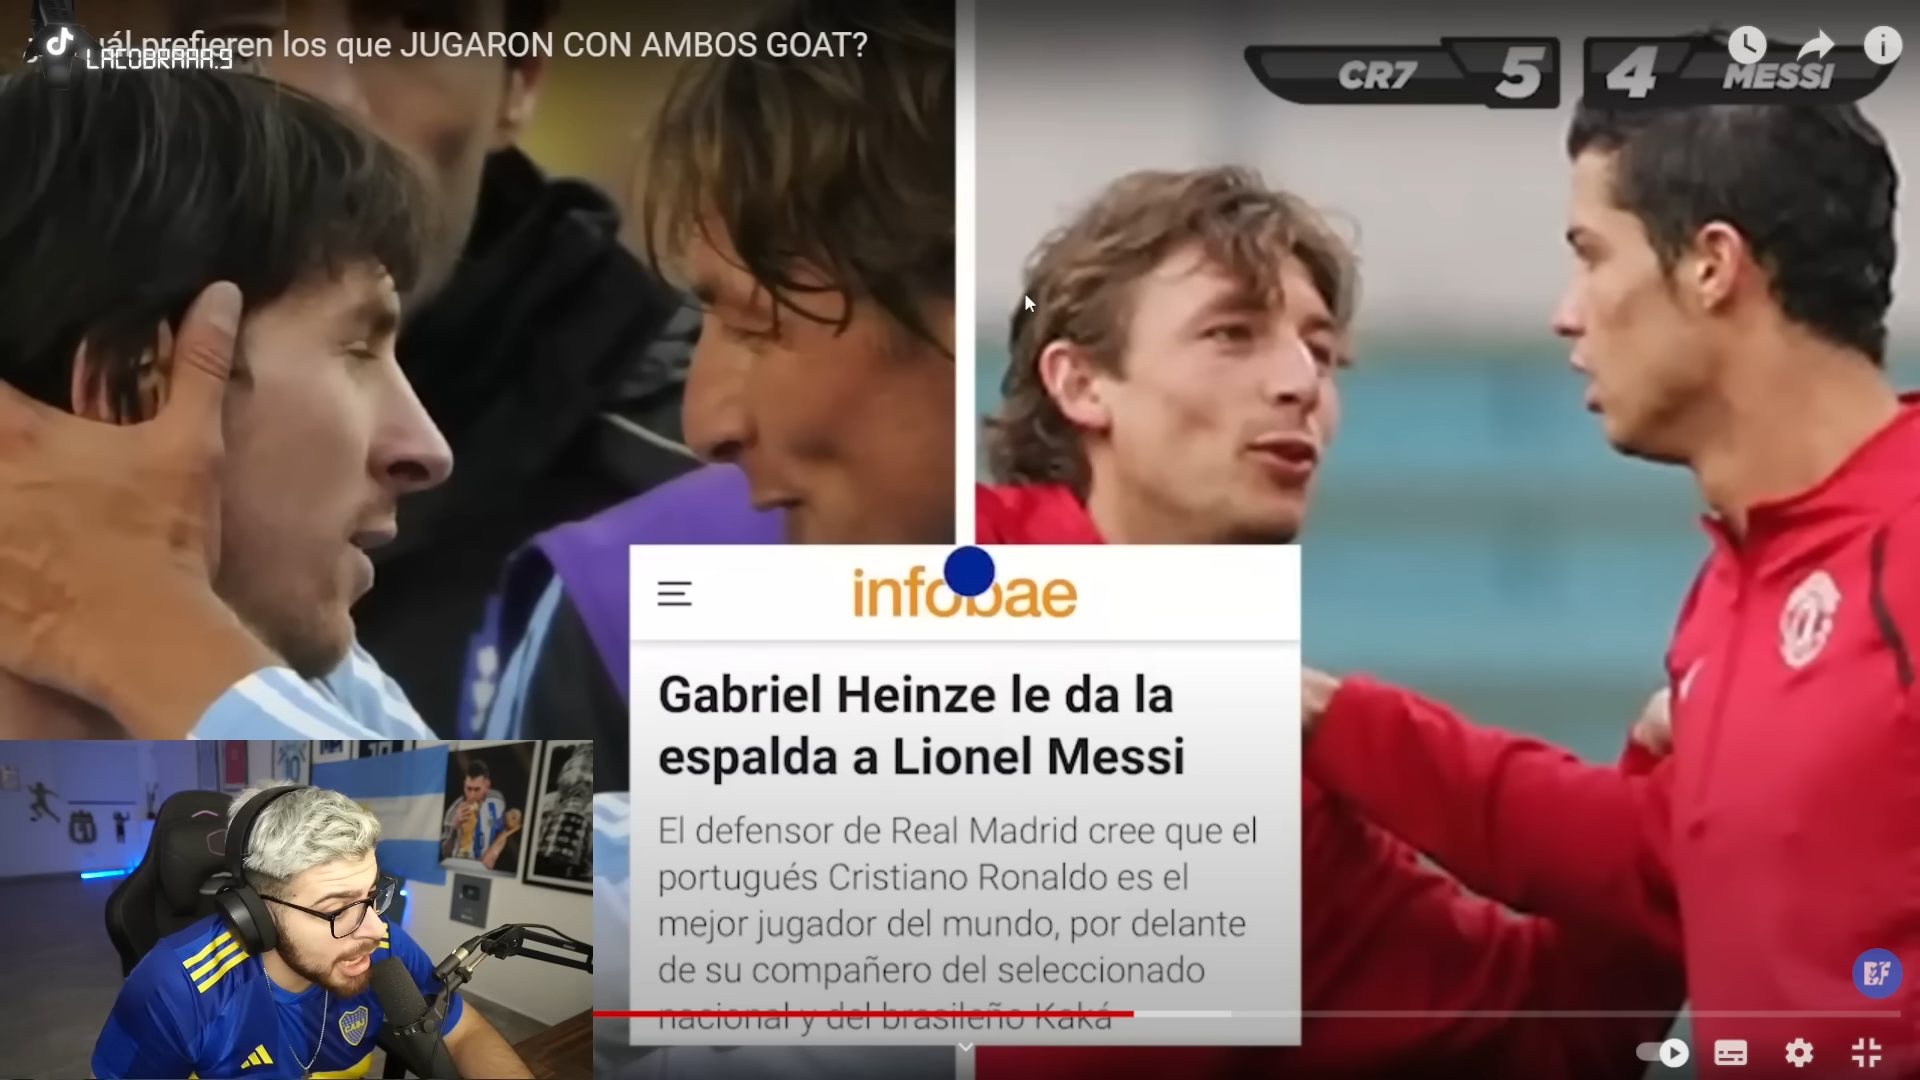 ál prefieren los que JUGARON CON AMBOS GOAT?
LACOBRAAA.9
CR7 5 4 MESSI
infobae
Gabriel Heinze le da la
espalda a Lionel Messi
El defensor de Real Madrid cree que el
portugués Cristiano Ronaldo es el
mejor jugador del mundo, por delante
de su compañero del seleccionado
nacional y del brasileño Kaká